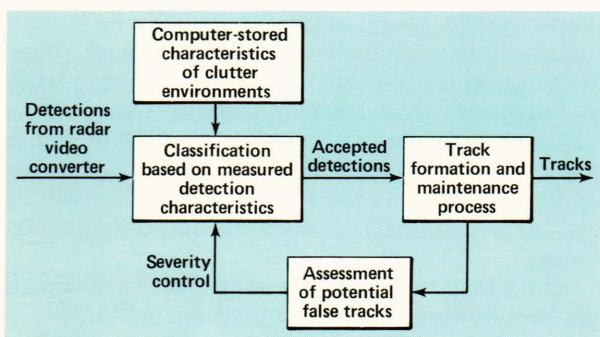 Computer-stored
characteristics
of clutter
environments
Detections
from radar
video
converter
Classification
based on measured
detection
characteristics
Accepted
detections
Track
formation and
maintenance
process
Tracks
Severity
control
Assessment
of potential
false tracks